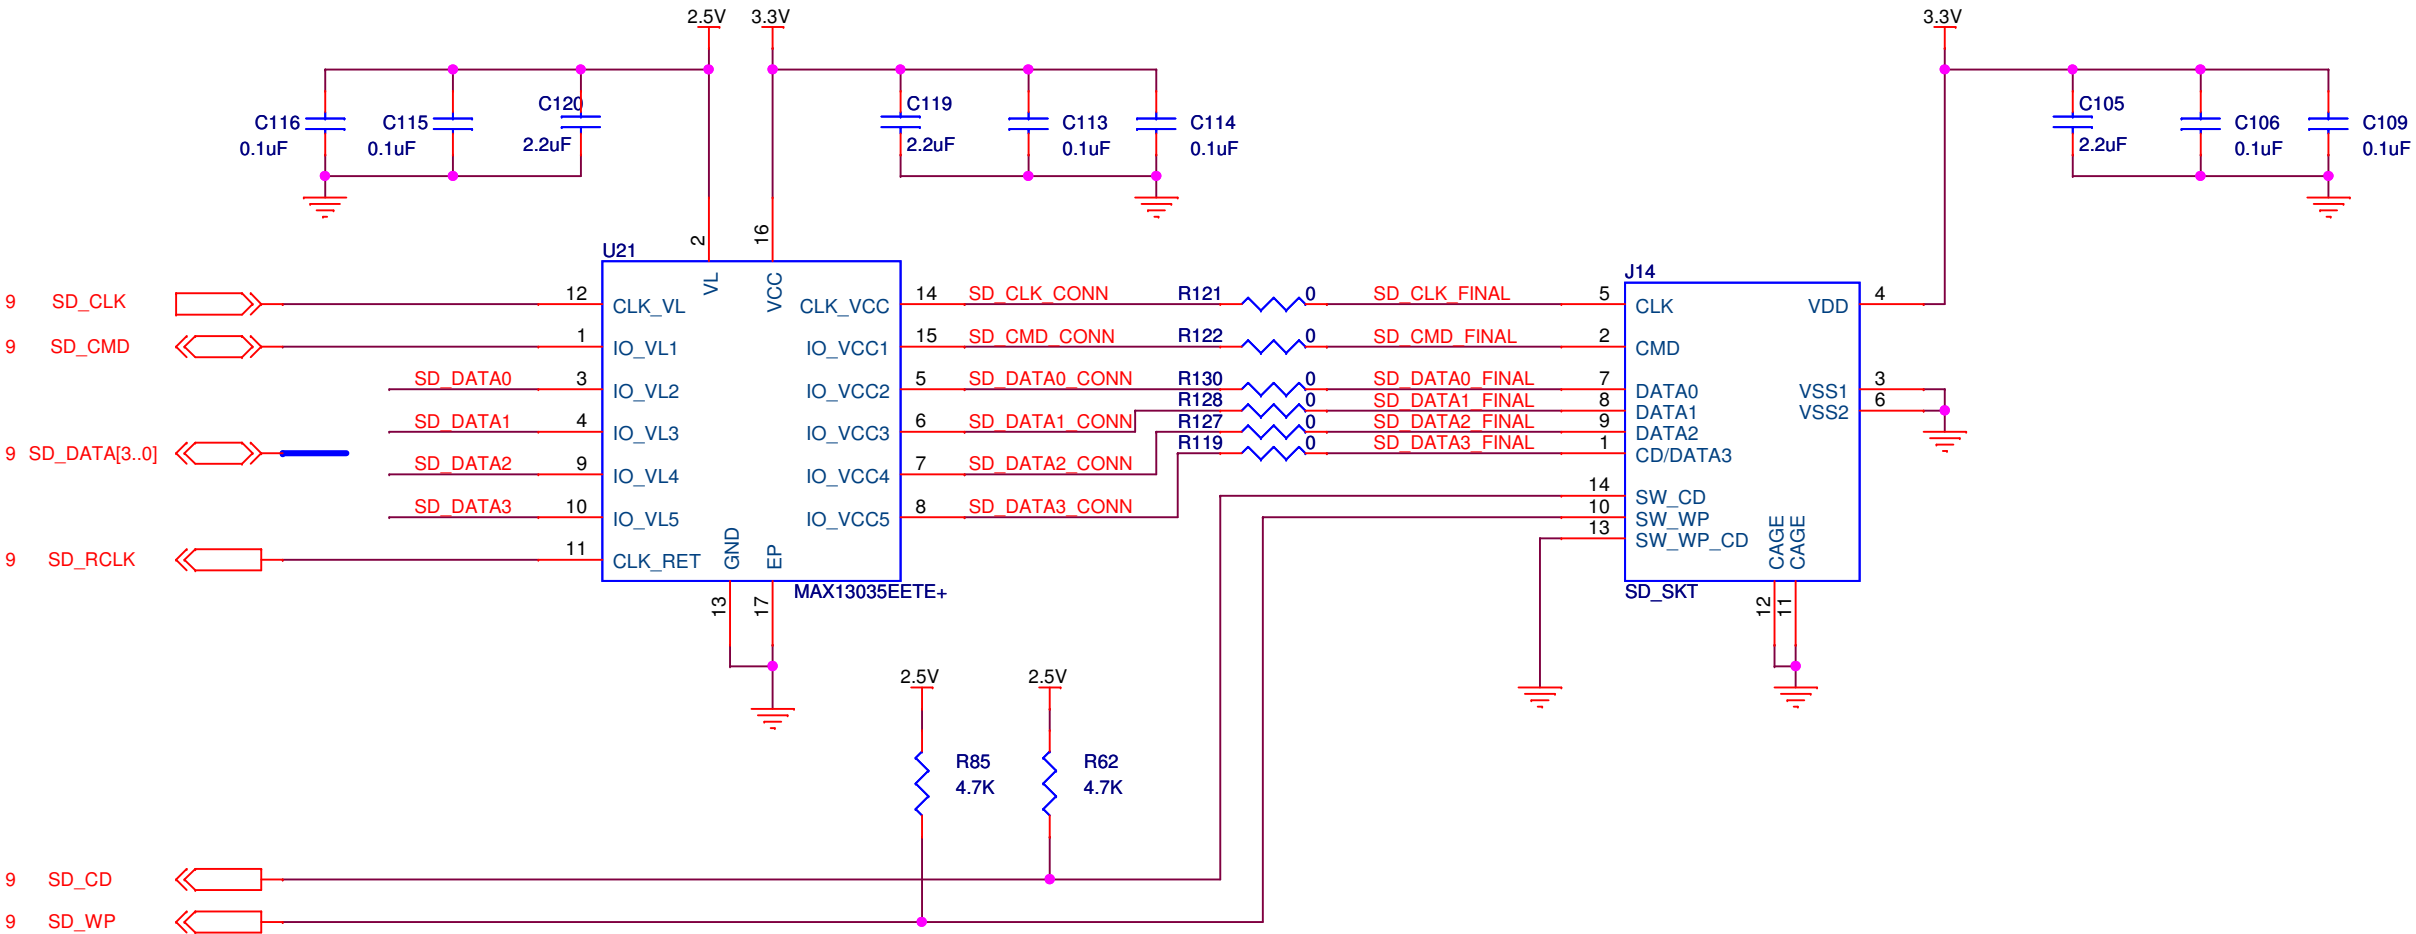 2.5V 3.3V 3.3V
C116 0.1uF
C115 0.1uF
C120 2.2uF
C119 2.2uF
C113 0.1uF
C114 0.1uF
C105 2.2uF
C106 0.1uF
C109 0.1uF
2 16
U21
VL VCC
9 SD_CLK 12 CLK_VL CLK_VCC 14 SD_CLK_CONN R121 0 SD_CLK_FINAL 5 CLK
9 SD_CMD 1 IO_VL1 IO_VCC1 15 SD_CMD_CONN R122 0 SD_CMD_FINAL 2 CMD
SD_DATA0 3 IO_VL2 IO_VCC2 5 SD_DATA0_CONN R130 0 SD_DATA0_FINAL 7 DATA0
R128 0 SD_DATA1_FINAL 8 DATA1
SD_DATA1 4 IO_VL3 IO_VCC3 6 SD_DATA1_CONN R127 0 SD_DATA2_FINAL 9 DATA2
9 SD_DATA[3..0] R119 0 SD_DATA3_FINAL 1 CD/DATA3
SD_DATA2 9 IO_VL4 IO_VCC4 7 SD_DATA2_CONN
SD_DATA3 10 IO_VL5 IO_VCC5 8 SD_DATA3_CONN
9 SD_RCLK 11 CLK_RET
GND EP
MAX13035EETE+
13 17
J14
VDD 4
VSS1 3
VSS2 6
14 SW_CD
10 SW_WP
13 SW_WP_CD
CAGE CAGE
SD_SKT
12 11
2.5V 2.5V
R85 4.7K
R62 4.7K
9 SD_CD
9 SD_WP